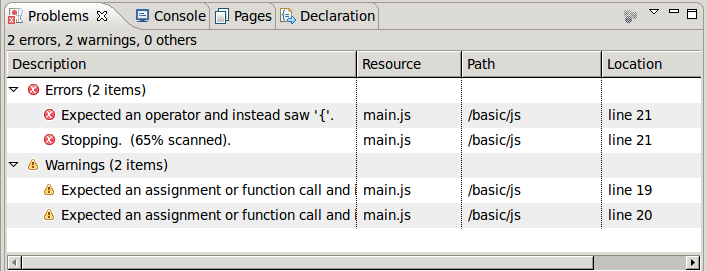 Problems Console Pages Declaration
2 errors, 2 warnings, 0 others
Description Resource Path Location
Errors (2 items)
Expected an operator and instead saw '{'. main.js /basic/js line 21
Stopping. (65% scanned). main.js /basic/js line 21
Warnings (2 items)
Expected an assignment or function call and i main.js /basic/js line 19
Expected an assignment or function call and i main.js /basic/js line 20